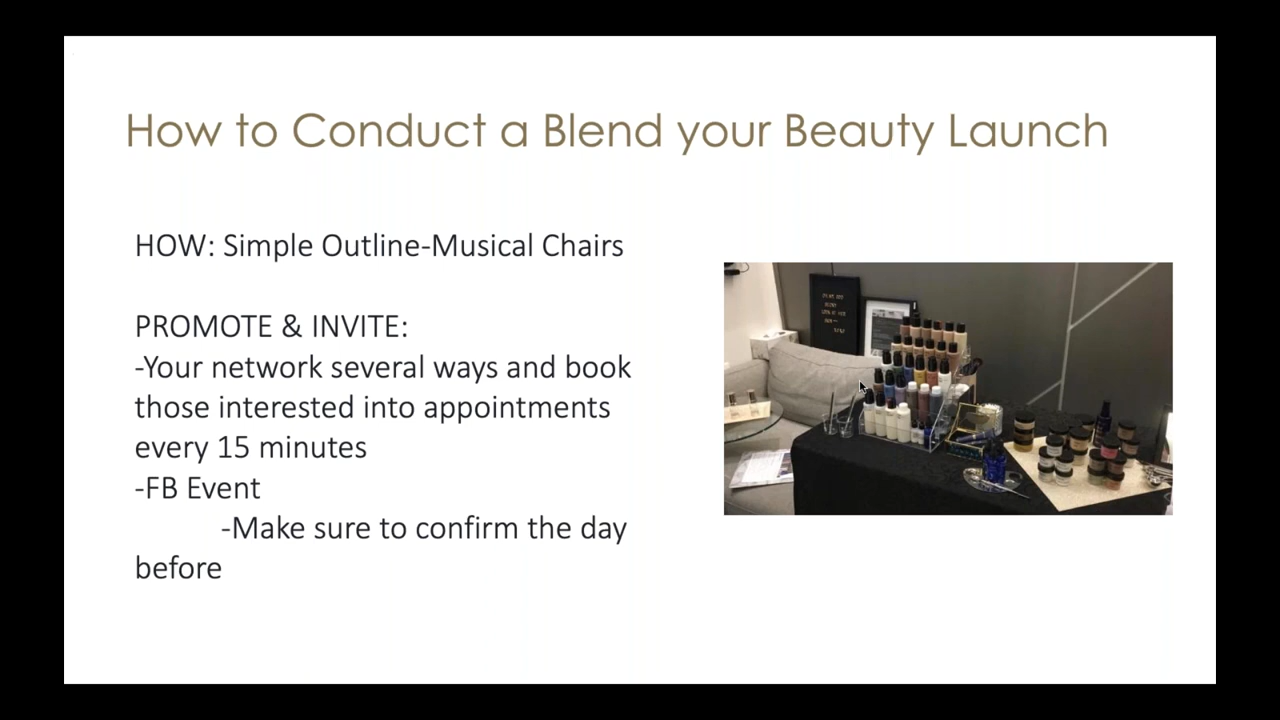 How to Conduct a Blend your Beauty Launch
HOW: Simple Outline-Musical Chairs
PROMOTE & INVITE:
-Your network several ways and book
those interested into appointments
every 15 minutes
-FB Event
-Make sure to confirm the day
before